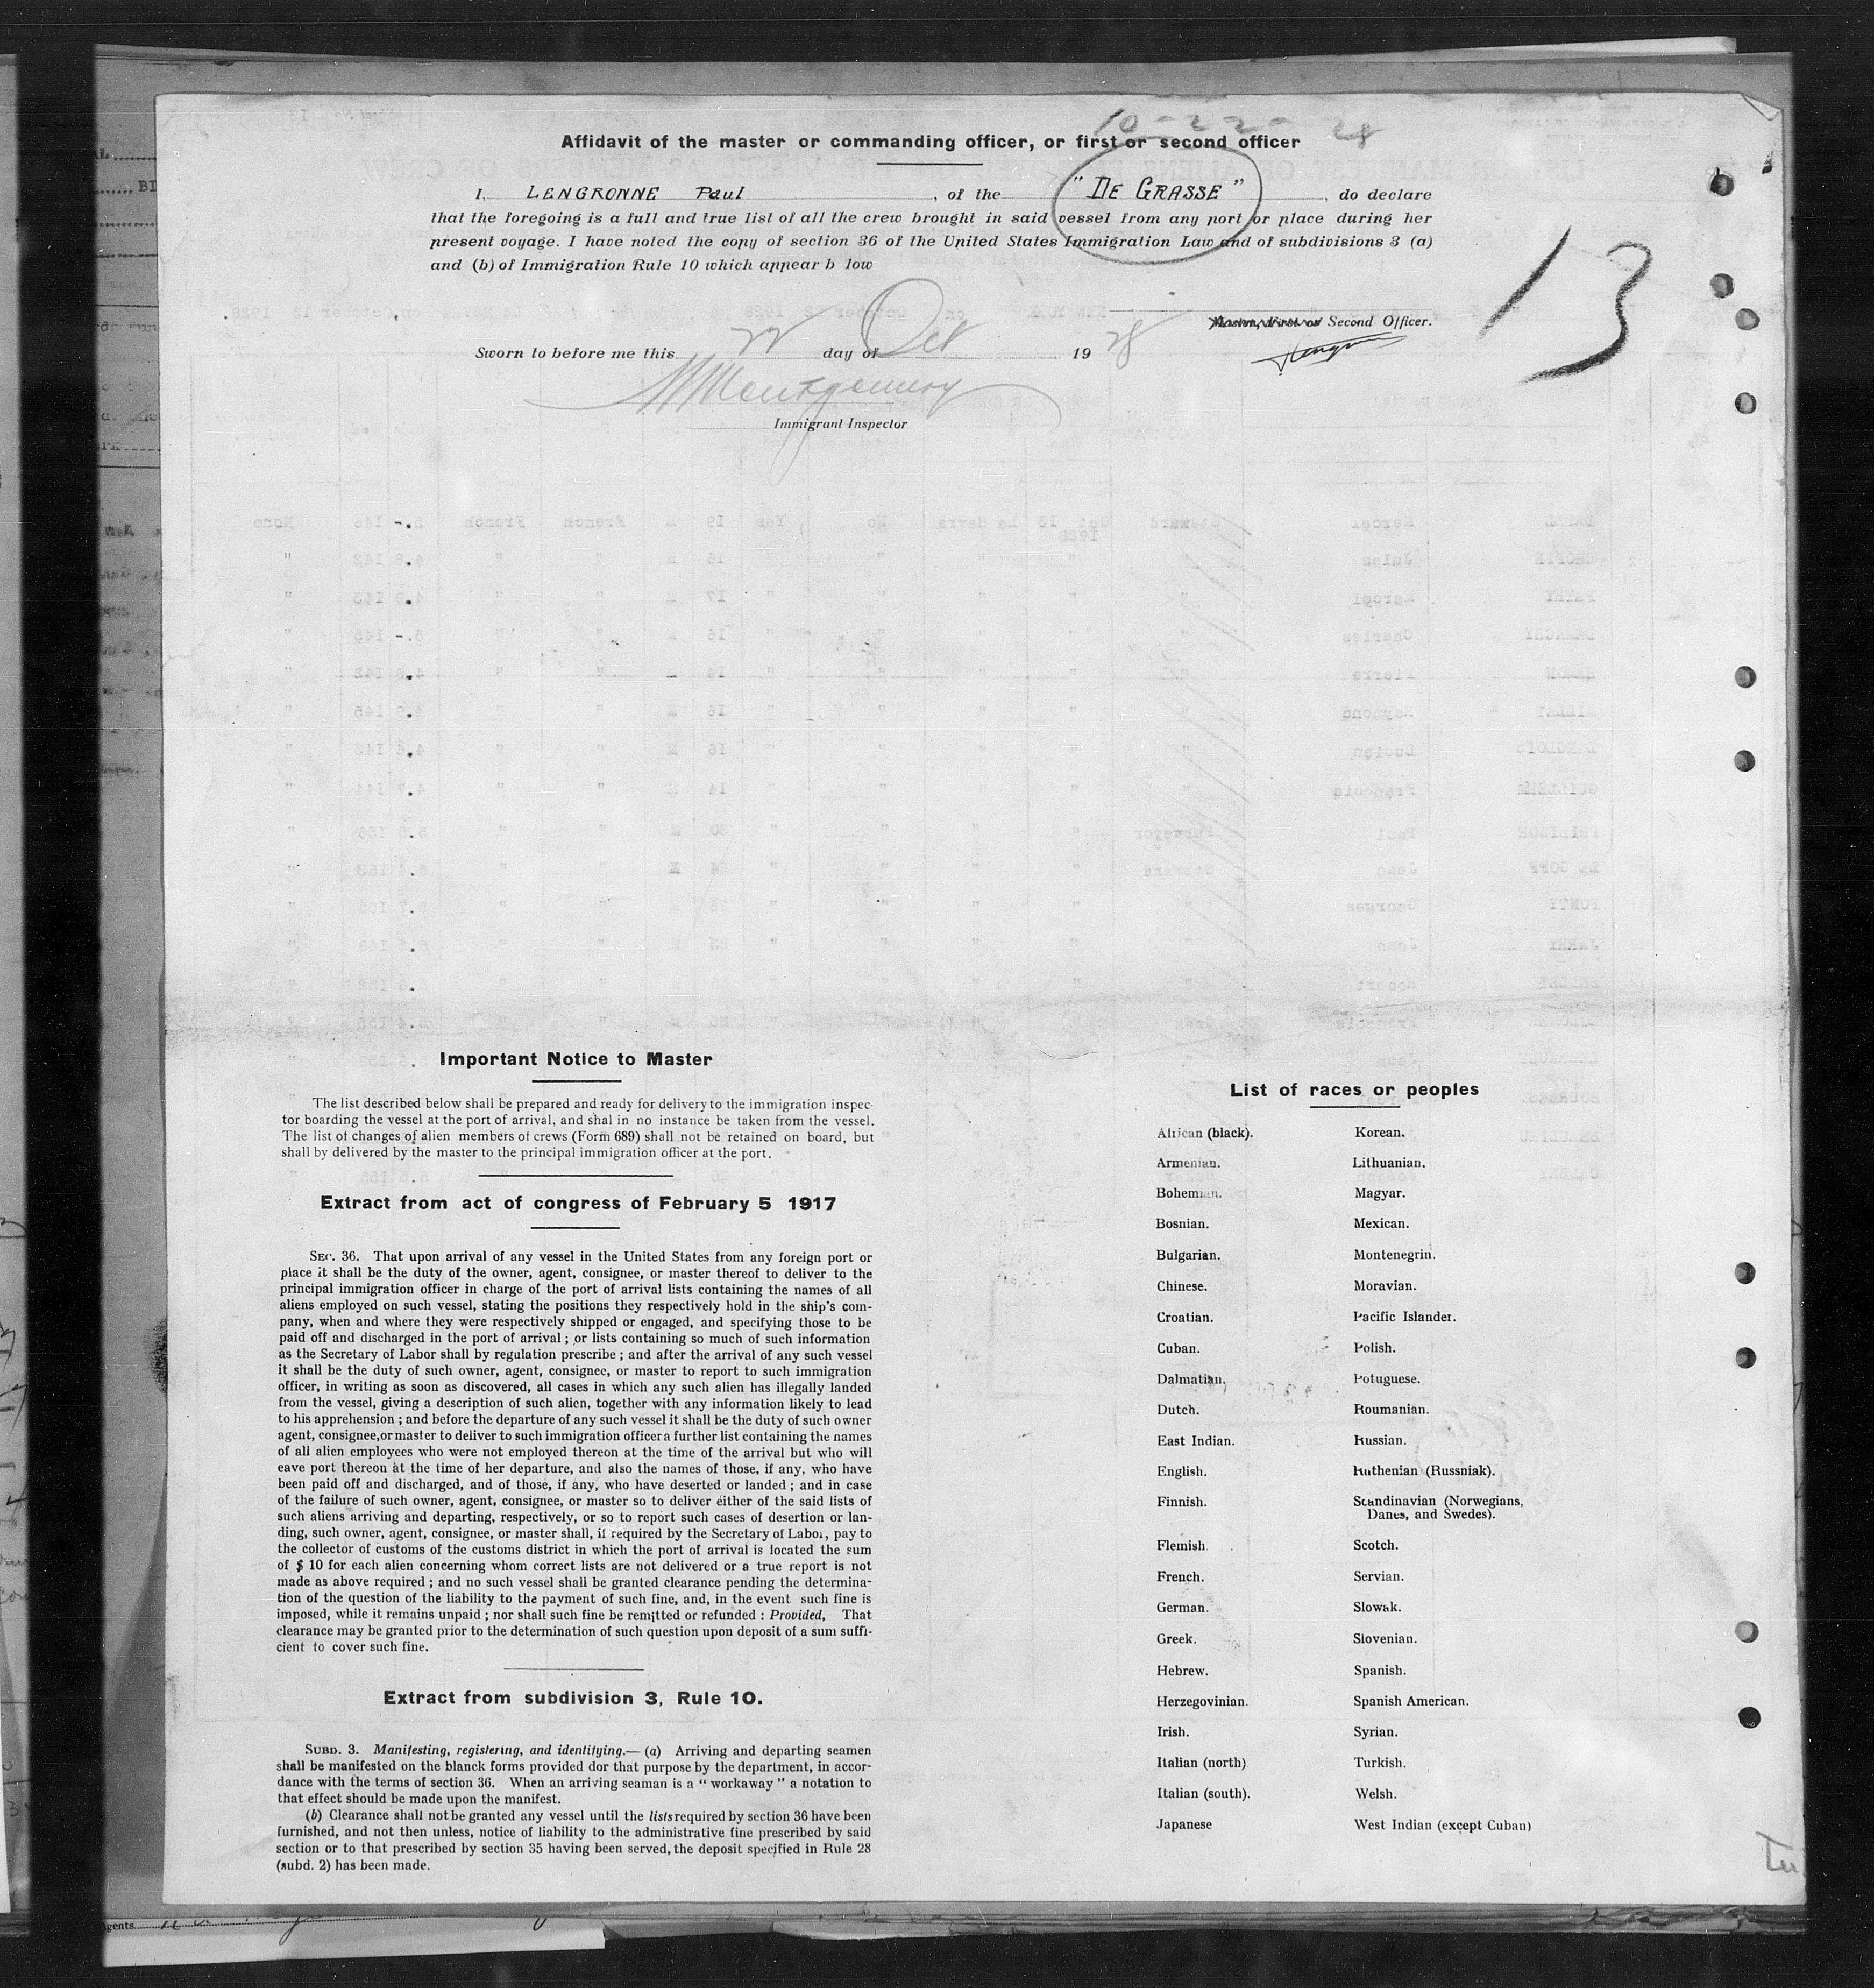 10-22-28
Affidavit of the master or commanding officer, or first or second officer
I, LENGRONNE Paul, of the "DE GRASSE", do declare
that the foregoing is a full and true list of all the crew brought in said vessel from any port or place during her
present voyage. I have noted the copy of section 36 of the United States Immigration Law and of subdivisions 3 (a)
and (b) of Immigration Rule 10 which appear b low
13
Master, First or Second Officer.
Sworn to before me this 22 day of Oct 1928
Montgomery
Immigrant Inspector
Important Notice to Master
The list described below shall be prepared and ready for delivery to the immigration inspec-
tor boarding the vessel at the port of arrival, and shal in no instance be taken from the vessel.
The list of changes of alien members of crews (Form 689) shall not be retained on board, but
shall by delivered by the master to the principal immigration officer at the port.
Extract from act of congress of February 5 1917
SEC. 36. That upon arrival of any vessel in the United States from any foreign port or
place it shall be the duty of the owner, agent, consignee, or master thereof to deliver to the
principal immigration officer in charge of the port of arrival lists containing the names of all
aliens employed on such vessel, stating the positions they respectively hold in the ship's com-
pany, when and where they were respectively shipped or engaged, and specifying those to be
paid off and discharged in the port of arrival ; or lists containing so much of such information
as the Secretary of Labor shall by regulation prescribe ; and after the arrival of any such vessel
it shall be the duty of such owner, agent, consignee, or master to report to such immigration
officer, in writing as soon as discovered, all cases in which any such alien has illegally landed
from the vessel, giving a description of such alien, together with any information likely to lead
to his apprehension ; and before the departure of any such vessel it shall be the duty of such owner
agent, consignee, or master to deliver to such immigration officer a further list containing the names
of all alien employees who were not employed thereon at the time of the arrival but who will
eave port thereon at the time of her departure, and also the names of those, if any, who have
been paid off and discharged, and of those, if any, who have deserted or landed ; and in case
of the failure of such owner, agent, consignee, or master so to deliver either of the said lists of
such aliens arriving and departing, respectively, or so to report such cases of desertion or lan-
ding, such owner, agent, consignee, or master shall, if required by the Secretary of Labor, pay to
the collector of customs of the customs district in which the port of arrival is located the sum
of $ 10 for each alien concerning whom correct lists are not delivered or a true report is not
made as above required ; and no such vessel shall be granted clearance pending the determina-
tion of the question of the liability to the payment of such fine, and, in the event such fine is
imposed, while it remains unpaid ; nor shall such fine be remitted or refunded : Provided, That
clearance may be granted prior to the determination of such question upon deposit of a sum suffi-
cient to cover such fine.
Extract from subdivision 3, Rule 10.
SUBD. 3. Manifesting, registering, and identifying.— (a) Arriving and departing seamen
shall be manifested on the blanck forms provided dor that purpose by the department, in accor-
dance with the terms of section 36. When an arriving seaman is a " workaway " a notation to
that effect should be made upon the manifest.
(b) Clearance shall not be granted any vessel until the lists required by section 36 have been
furnished, and not then unless, notice of liability to the administrative fine prescribed by said
section or to that prescribed by section 35 having been served, the deposit specified in Rule 28
(subd. 2) has been made.
List of races or peoples
African (black).
Armenian.
Bohemian.
Bosnian.
Bulgarian.
Chinese.
Croatian.
Cuban.
Dalmatian.
Dutch.
East Indian.
English.
Finnish.
Flemish.
French.
German.
Greek.
Hebrew.
Herzegovinian.
Irish.
Italian (north)
Italian (south).
Japanese
Korean.
Lithuanian.
Magyar.
Mexican.
Montenegrin.
Moravian.
Pacific Islander.
Polish.
Potuguese.
Roumanian.
Russian.
Ruthenian (Russniak).
Scandinavian (Norwegians,
Danes, and Swedes).
Scotch.
Servian.
Slowak.
Slovenian.
Spanish.
Spanish American.
Syrian.
Turkish.
Welsh.
West Indian (except Cuban)